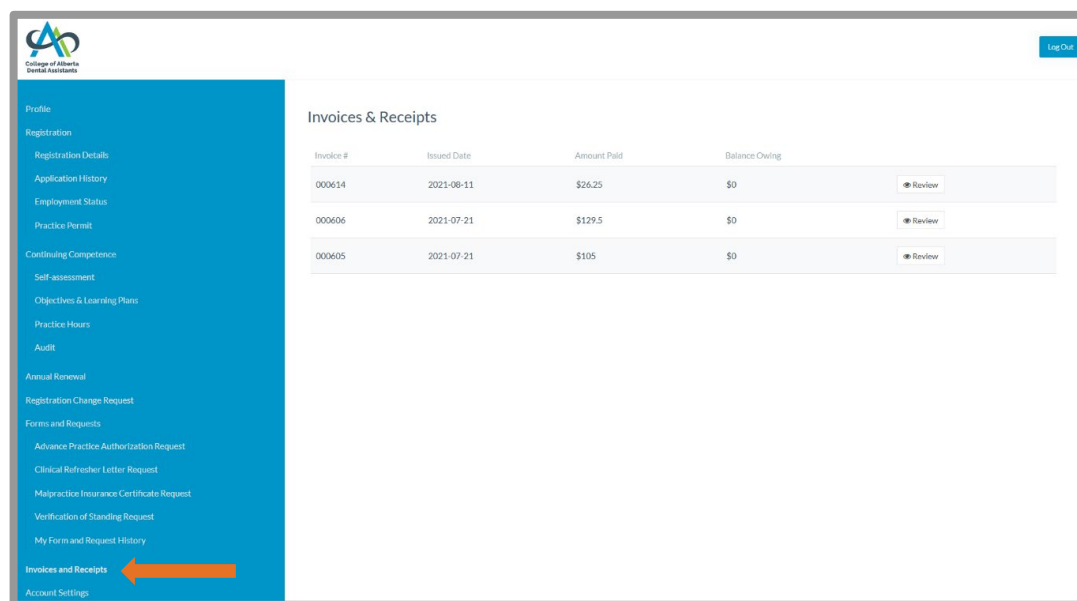 College of Alberta
Dental Assistants
Log Out
Profile
Registration
Registration Details
Application History
Employment Status
Practice Permit
Continuing Competence
Self-assessment
Objectives & Learning Plans
Practice Hours
Audit
Annual Renewal
Registration Change Request
Forms and Requests
Advance Practice Authorization Request
Clinical Refresher Letter Request
Malpractice Insurance Certificate Request
Verification of Standing Request
My Form and Request History
Invoices and Receipts
Account Settings
Invoices & Receipts
Invoice # Issued Date Amount Paid Balance Owing
000614 2021-08-11 $26.25 $0 Review
000606 2021-07-21 $129.5 $0 Review
000605 2021-07-21 $105 $0 Review